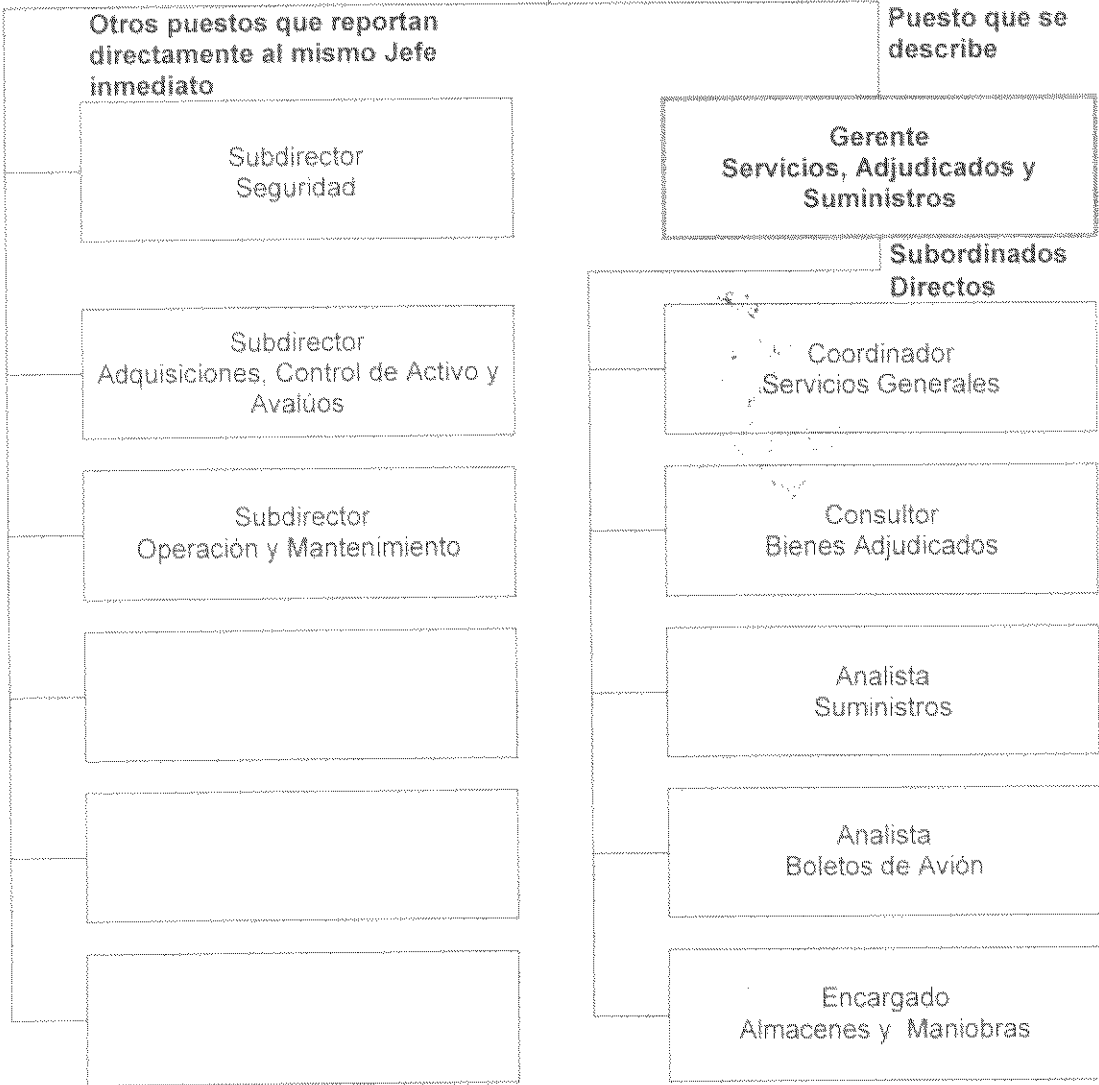 Otros puestos que reportan
directamente al mismo Jefe
inmediato
Subdirector
Seguridad
Subdirector
Adquisiciones, Control de Activo y
Avalúos
Subdirector
Operación y Mantenimiento
Puesto que se
describe
Gerente
Servicios, Adjudicados y
Suministros
Subordinados
Directos
Coordinador
Servicios Generales
Consultor
Bienes Adjudicados
Analista
Suministros
Analista
Boletos de Avión
Encargado
Almacenes y Maniobras